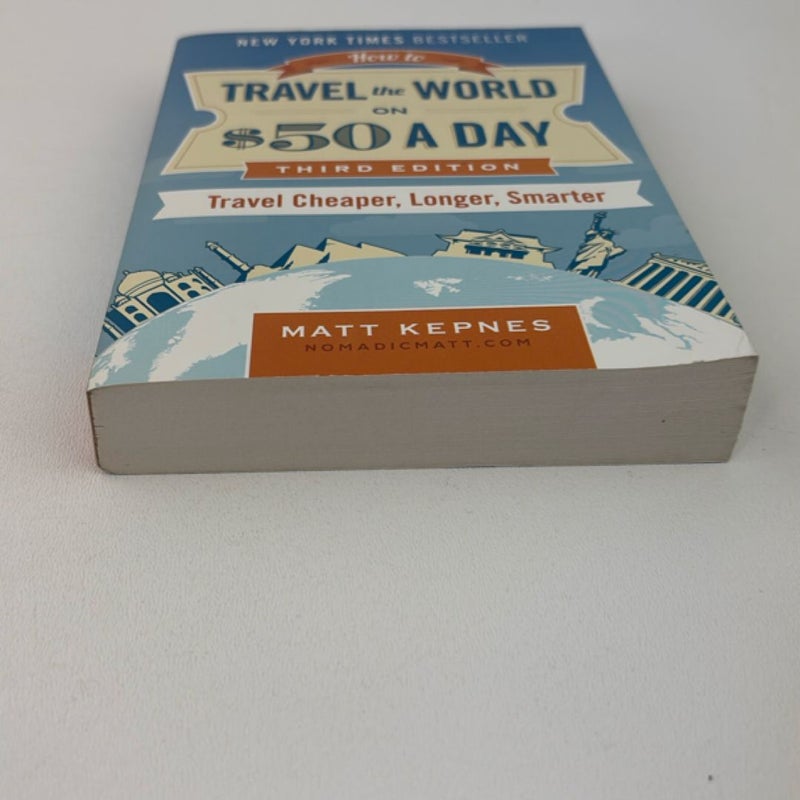 NEW YORK TIMES BESTSELLER
How to
TRAVEL the WORLD
ON
$50 A DAY
THIRD EDITION
Travel Cheaper, Longer, Smarter
MATT KEPNES
NOMADICMATT.COM